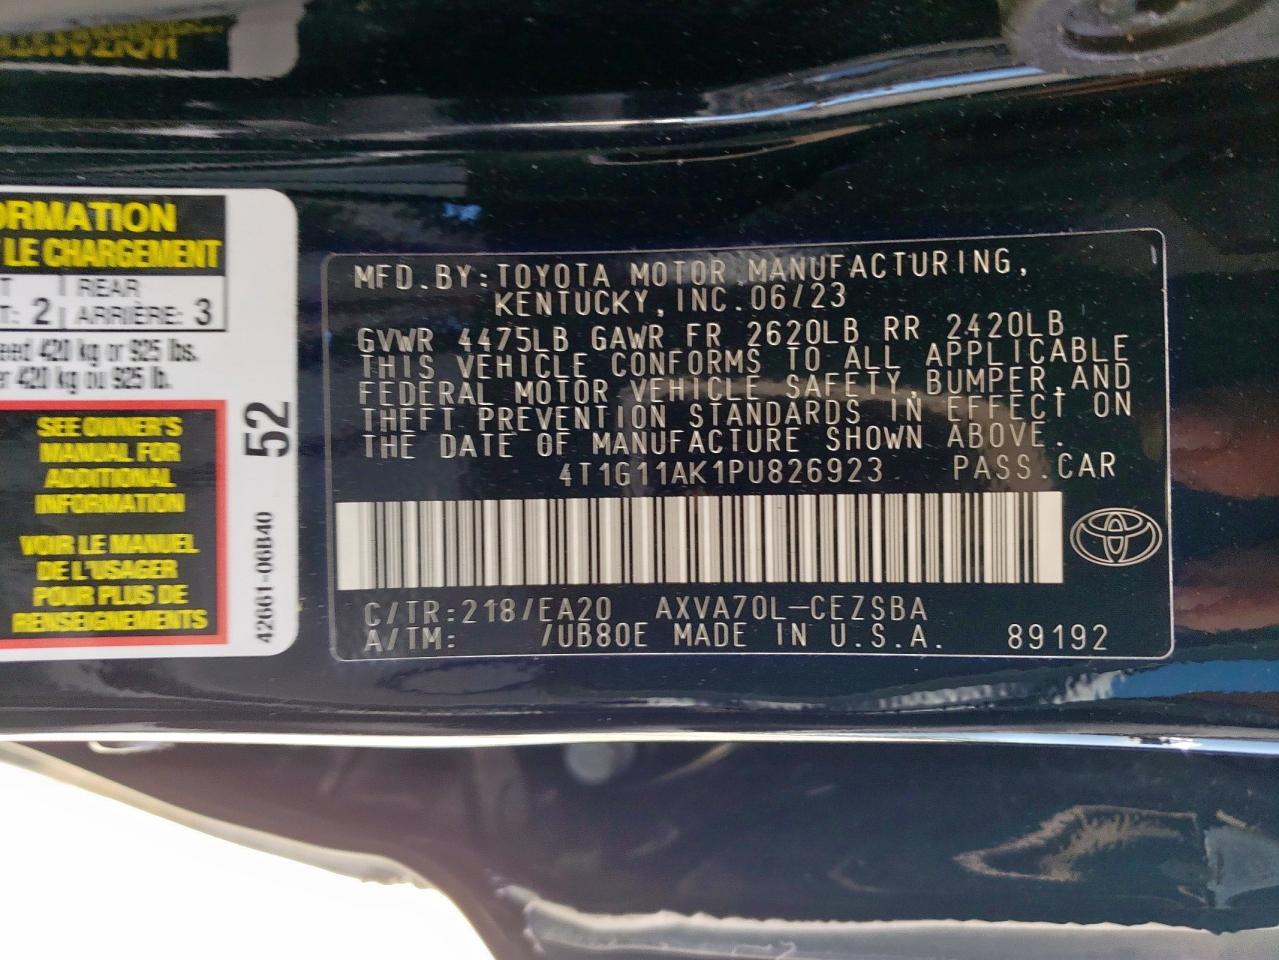 ORMATION
LE CHARGEMENT
T | REAR
T: 2 | ARRIÈRE: 3
eed 420 kg or 925 lbs.
er 420 kg ou 925 lb.
SEE OWNER'S
MANUAL FOR
ADDITIONAL
INFORMATION
VOIR LE MANUEL
DE L'USAGER
POUR PLUS DE
RENSEIGNEMENTS
52
42661-06B40
MFD.BY:TOYOTA MOTOR MANUFACTURING,
KENTUCKY,INC.06/23
GVWR 4475LB GAWR FR 2620LB RR 2420LB
THIS VEHICLE CONFORMS TO ALL APPLICABLE
FEDERAL MOTOR VEHICLE SAFETY,BUMPER,AND
THEFT PREVENTION STANDARDS IN EFFECT ON
THE DATE OF MANUFACTURE SHOWN ABOVE.
4T1G11AK1PU826923 PASS.CAR
C/TR:218/EA20 AXVA70L-CEZSBA
A/TM: /UB80E MADE IN U.S.A. 89192